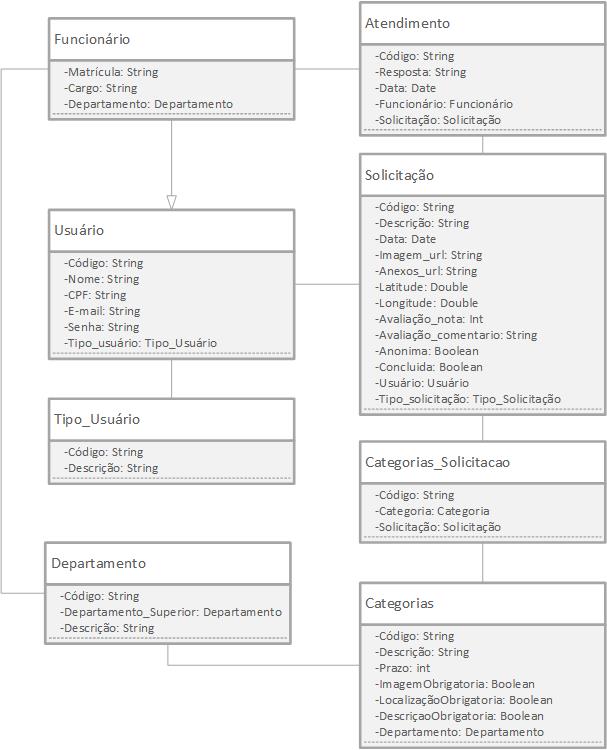 Funcionário
-Matrícula: String
-Cargo: String
-Departamento: Departamento
Usuário
-Código: String
-Nome: String
-CPF: String
-E-mail: String
-Senha: String
-Tipo_usuário: Tipo_Usuário
Tipo_Usuário
-Código: String
-Descrição: String
Departamento
-Código: String
-Departamento_Superior: Departamento
-Descrição: String
Atendimento
-Código: String
-Resposta: String
-Data: Date
-Funcionário: Funcionário
-Solicitação: Solicitação
Solicitação
-Código: String
-Descrição: String
-Data: Date
-Imagem_url: String
-Anexos_url: String
-Latitude: Double
-Longitude: Double
-Avaliação_nota: Int
-Avaliação_comentario: String
-Anonima: Boolean
-Concluida: Boolean
-Usuário: Usuário
-Tipo_solicitação: Tipo_Solicitação
Categorias_Solicitacao
-Código: String
-Categoria: Categoria
-Solicitação: Solicitação
Categorias
-Código: String
-Descrição: String
-Prazo: int
-ImagemObrigatoria: Boolean
-LocalizaçãoObrigatoria: Boolean
-DescriçaoObrigatoria: Boolean
-Departamento: Departamento